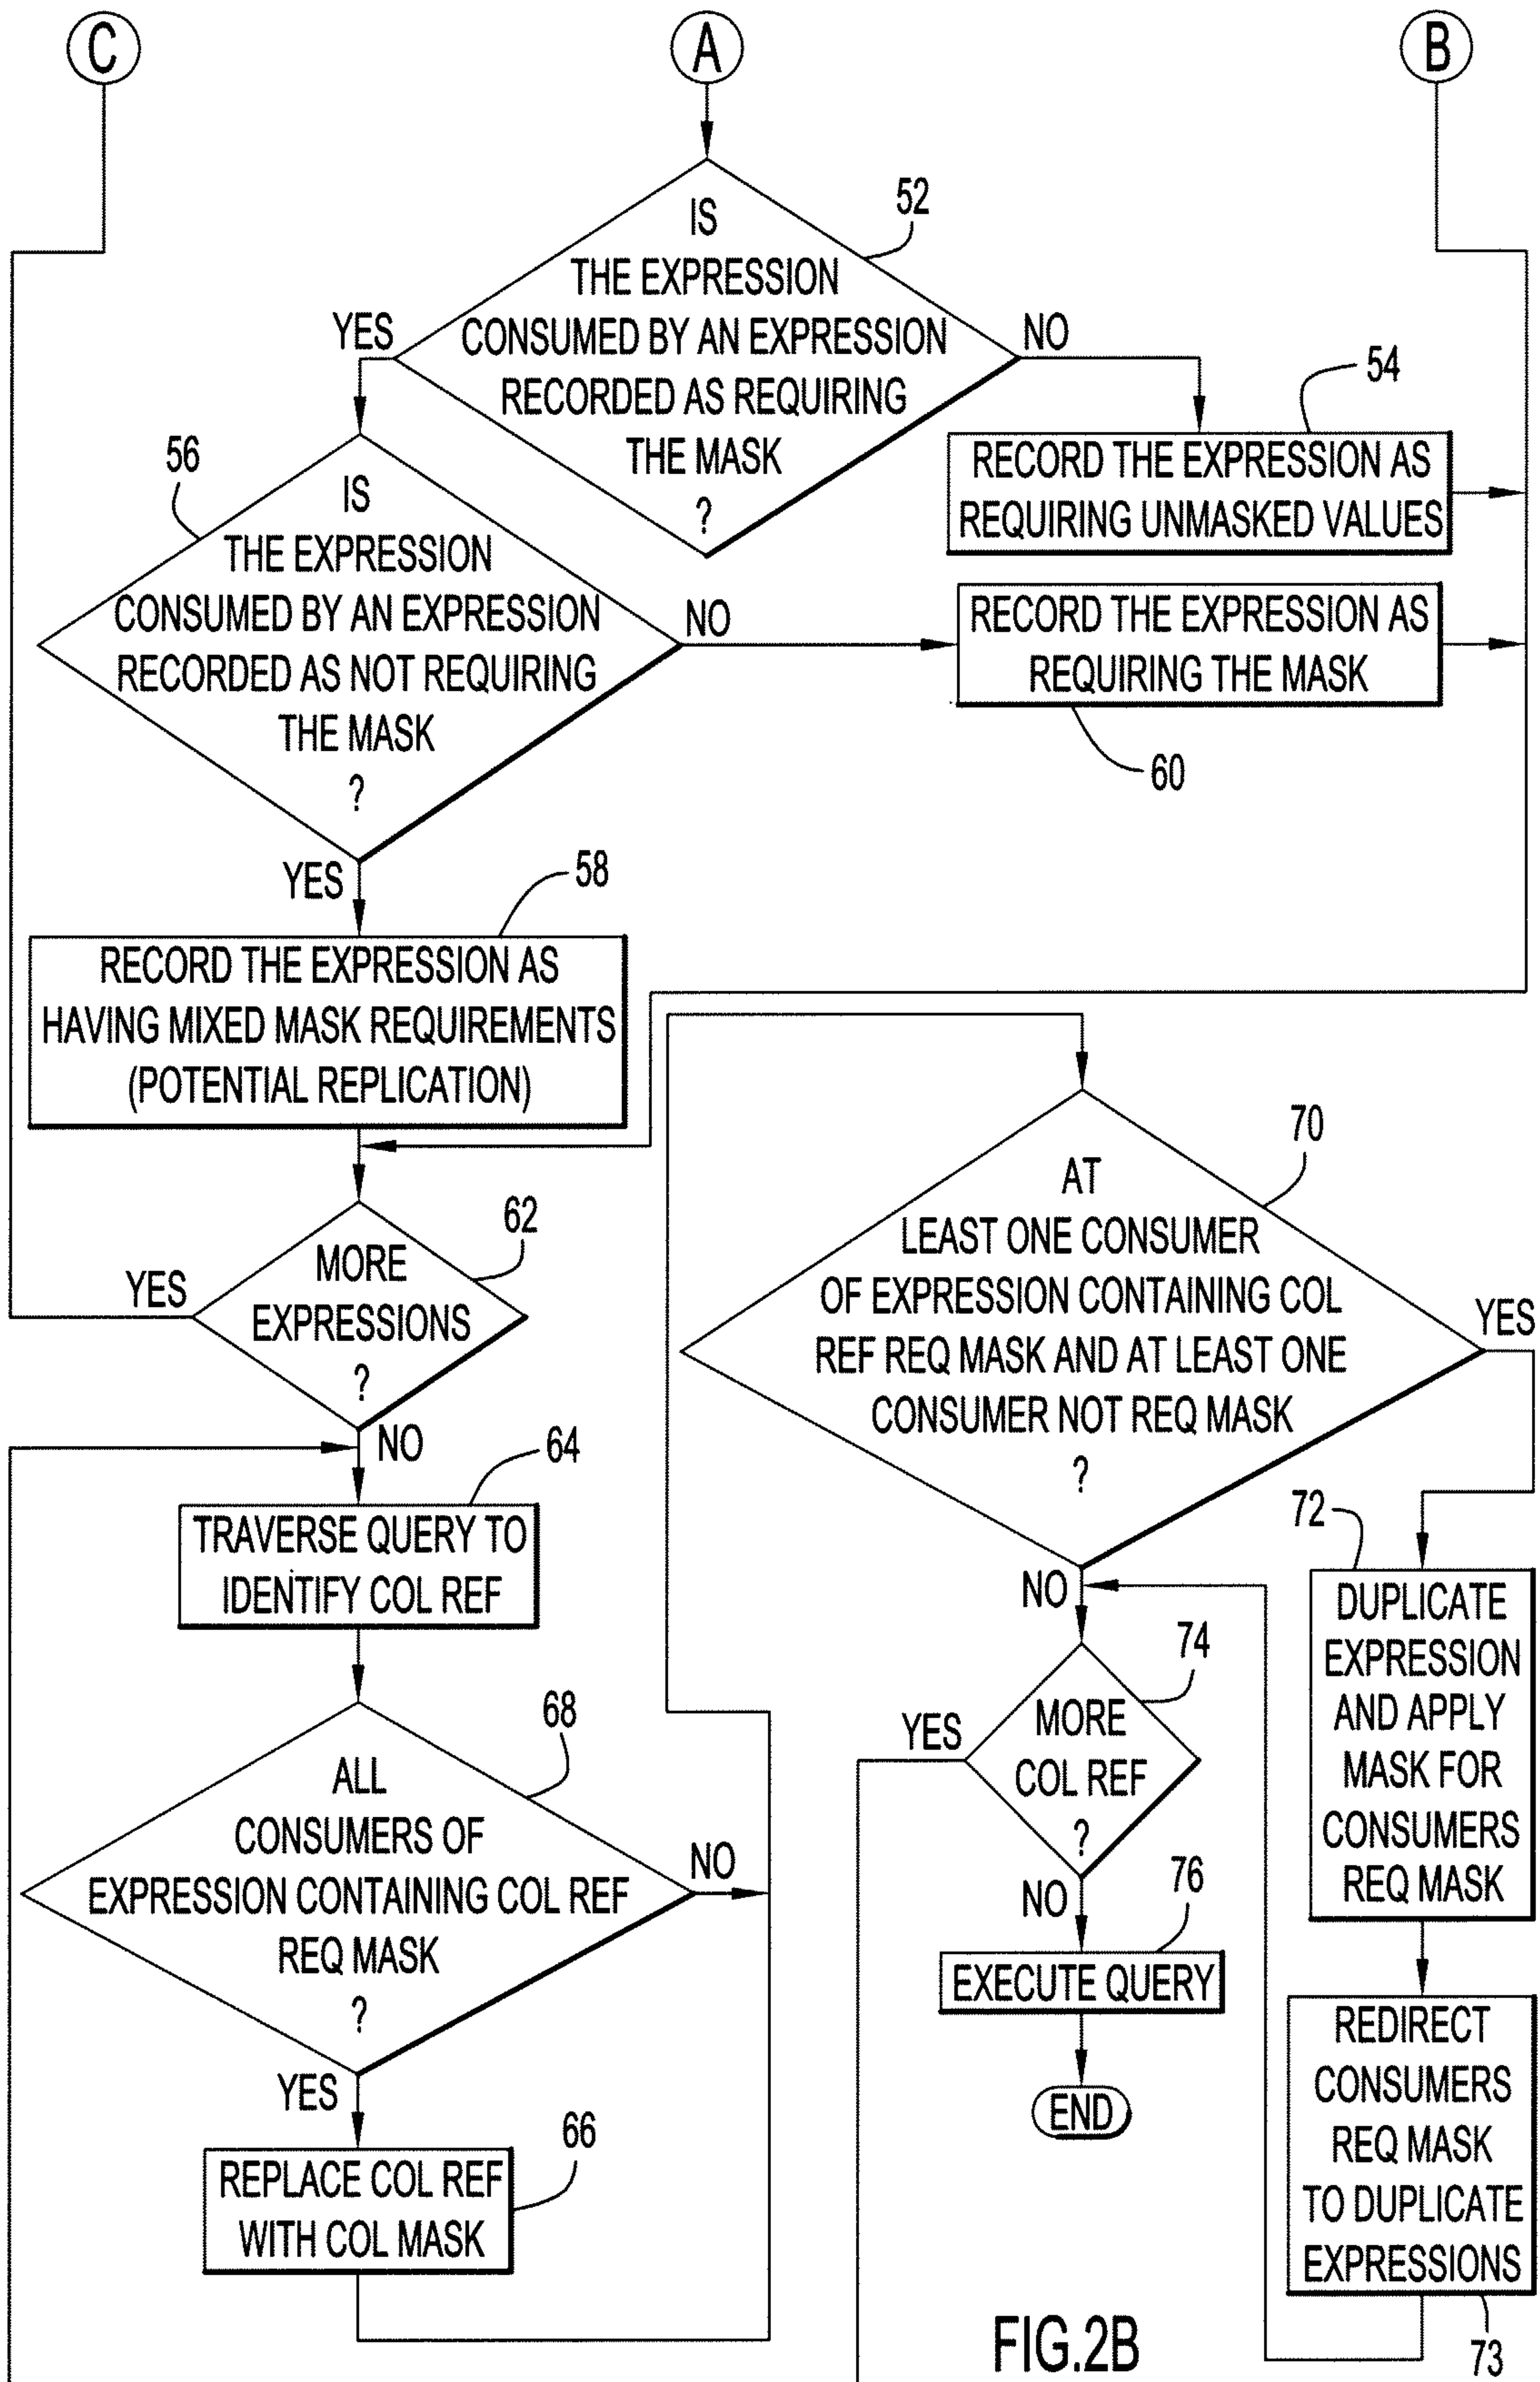 C
A
B
52
IS
THE EXPRESSION
CONSUMED BY AN EXPRESSION
RECORDED AS REQUIRING
THE MASK
?
YES
NO
54
RECORD THE EXPRESSION AS
REQUIRING UNMASKED VALUES
56
IS
THE EXPRESSION
CONSUMED BY AN EXPRESSION
RECORDED AS NOT REQUIRING
THE MASK
?
NO
RECORD THE EXPRESSION AS
REQUIRING THE MASK
60
YES
58
RECORD THE EXPRESSION AS
HAVING MIXED MASK REQUIREMENTS
(POTENTIAL REPLICATION)
62
MORE
EXPRESSIONS
?
YES
NO
64
TRAVERSE QUERY TO
IDENTIFY COL REF
68
ALL
CONSUMERS OF
EXPRESSION CONTAINING COL REF
REQ MASK
?
NO
YES
66
REPLACE COL REF
WITH COL MASK
70
AT
LEAST ONE CONSUMER
OF EXPRESSION CONTAINING COL
REF REQ MASK AND AT LEAST ONE
CONSUMER NOT REQ MASK
?
YES
NO
72
DUPLICATE
EXPRESSION
AND APPLY
MASK FOR
CONSUMERS
REQ MASK
74
MORE
COL REF
?
YES
NO
76
EXECUTE QUERY
END
REDIRECT
CONSUMERS
REQ MASK
TO DUPLICATE
EXPRESSIONS
73
FIG.2B